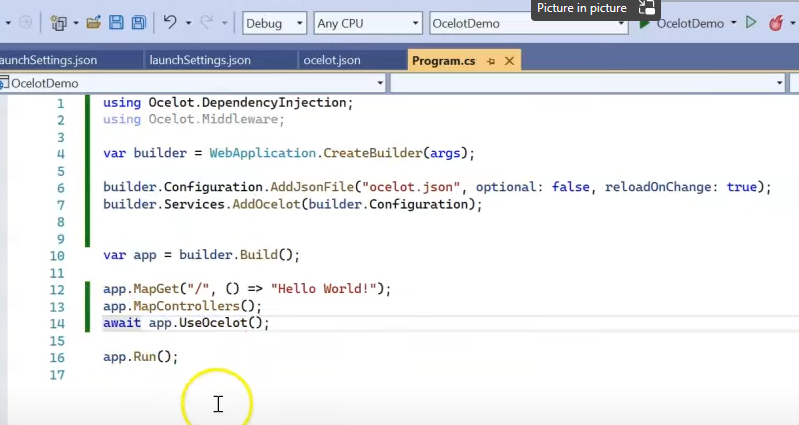 Picture in picture
Debug Any CPU OcelotDemo OcelotDemo
launchSettings.json ocelot.json Program.cs
OcelotDemo
1 using Ocelot.DependencyInjection;
2 using Ocelot.Middleware;
3
4 var builder = WebApplication.CreateBuilder(args);
5
6 builder.Configuration.AddJsonFile("ocelot.json", optional: false, reloadOnChange: true);
7 builder.Services.AddOcelot(builder.Configuration);
8
9
10 var app = builder.Build();
11
12 app.MapGet("/", () => "Hello World!");
13 app.MapControllers();
14 await app.UseOcelot();
15
16 app.Run();
17